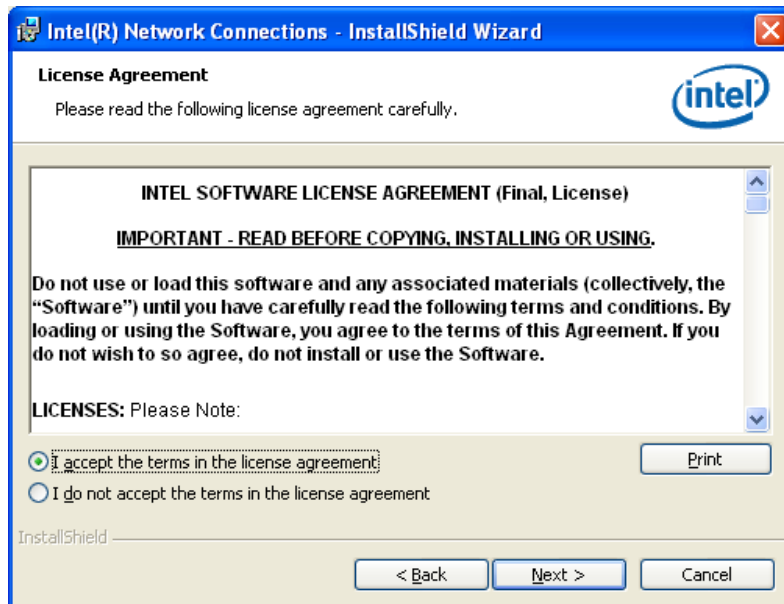 Intel(R) Network Connections - InstallShield Wizard
License Agreement
Please read the following license agreement carefully.
intel
INTEL SOFTWARE LICENSE AGREEMENT (Final, License)
IMPORTANT - READ BEFORE COPYING, INSTALLING OR USING.
Do not use or load this software and any associated materials (collectively, the
“Software”) until you have carefully read the following terms and conditions. By
loading or using the Software, you agree to the terms of this Agreement. If you
do not wish to so agree, do not install or use the Software.
LICENSES: Please Note:
I accept the terms in the license agreement
Print
I do not accept the terms in the license agreement
InstallShield
< Back
Next >
Cancel